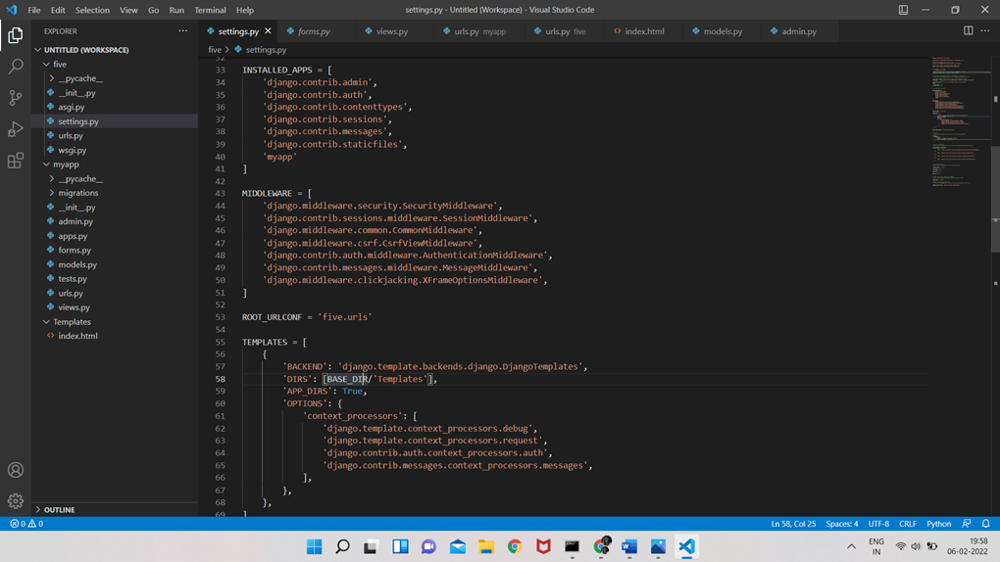 File Edit Selection View Go Run Terminal Help
settings.py - Untitled (Workspace) - Visual Studio Code
EXPLORER
UNTITLED (WORKSPACE)
five
__pycache__
__init__.py
asgi.py
settings.py
urls.py
wsgi.py
myapp
__pycache__
migrations
__init__.py
admin.py
apps.py
forms.py
models.py
tests.py
urls.py
views.py
Templates
index.html
OUTLINE
settings.py forms.py views.py urls.py myapp urls.py five index.html models.py admin.py
five > settings.py
32
33 INSTALLED_APPS = [
34 'django.contrib.admin',
35 'django.contrib.auth',
36 'django.contrib.contenttypes',
37 'django.contrib.sessions',
38 'django.contrib.messages',
39 'django.contrib.staticfiles',
40 'myapp'
41 ]
42
43 MIDDLEWARE = [
44 'django.middleware.security.SecurityMiddleware',
45 'django.contrib.sessions.middleware.SessionMiddleware',
46 'django.middleware.common.CommonMiddleware',
47 'django.middleware.csrf.CsrfViewMiddleware',
48 'django.contrib.auth.middleware.AuthenticationMiddleware',
49 'django.contrib.messages.middleware.MessageMiddleware',
50 'django.middleware.clickjacking.XFrameOptionsMiddleware',
51 ]
52
53 ROOT_URLCONF = 'five.urls'
54
55 TEMPLATES = [
56 {
57 'BACKEND': 'django.template.backends.django.DjangoTemplates',
58 'DIRS': [BASE_DIR/'Templates'],
59 'APP_DIRS': True,
60 'OPTIONS': {
61 'context_processors': [
62 'django.template.context_processors.debug',
63 'django.template.context_processors.request',
64 'django.contrib.auth.context_processors.auth',
65 'django.contrib.messages.context_processors.messages',
66 ],
67 },
68 },
69 ]
0 0
Ln 58, Col 25 Spaces: 4 UTF-8 CRLF Python
ENG
IN
19:58
06-02-2022